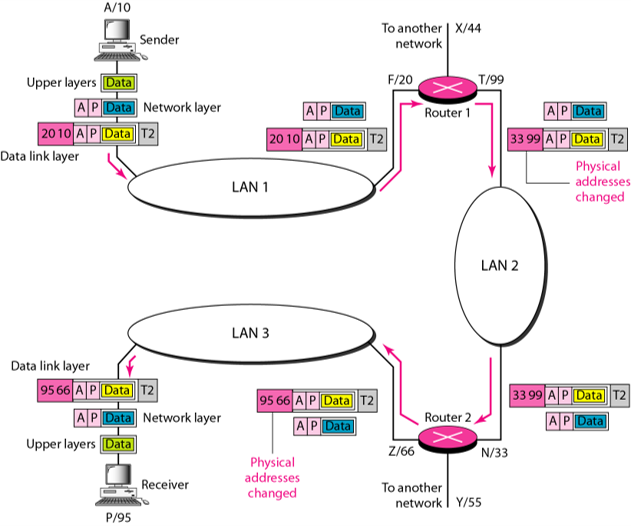 A/10
Sender
To another
network
X/44
F/20
T/99
Router 1
Upper layers
Data
A P Data
Network layer
20 10 A P Data T2
Data link layer
A P Data
20 10 A P Data T2
A P Data
33 99 A P Data T2
Physical
addresses
changed
LAN 1
LAN 2
LAN 3
Data link layer
95 66 A P Data T2
A P Data
Network layer
Upper layers
Data
Receiver
P/95
95 66 A P Data T2
A P Data
Physical
addresses
changed
Router 2
Z/66
N/33
To another
network
Y/55
33 99 A P Data T2
A P Data